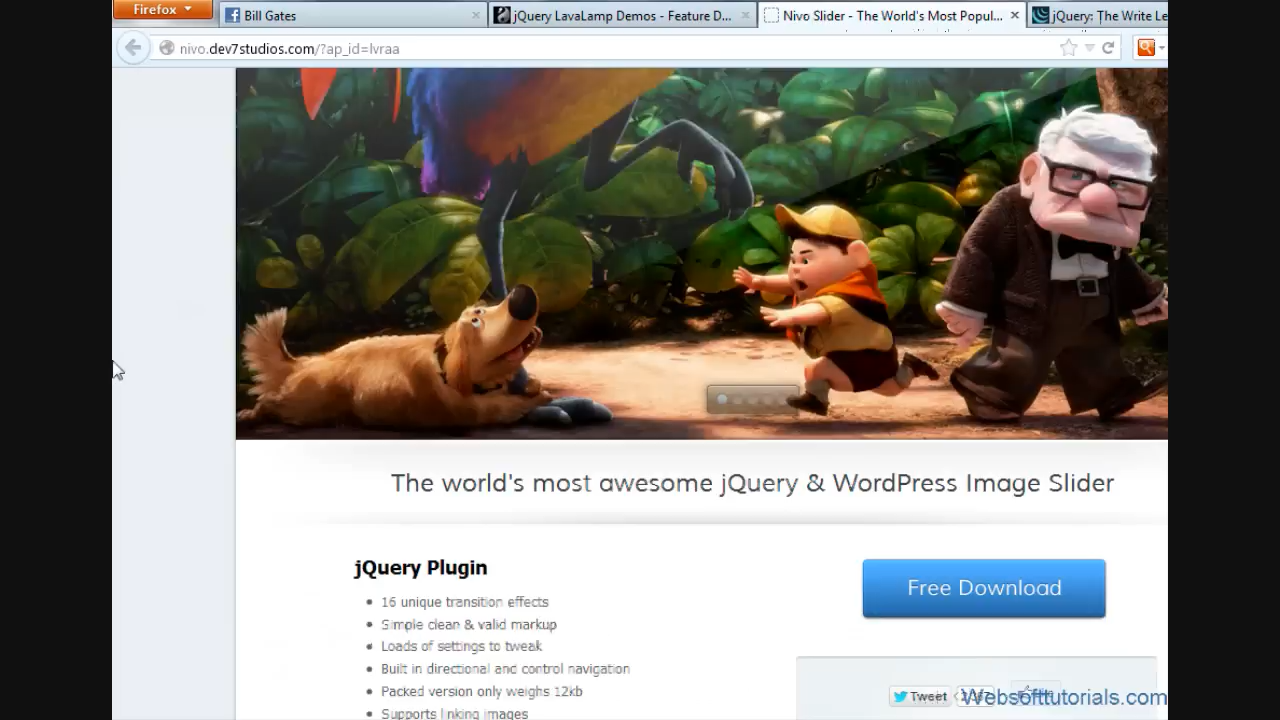 Firefox
Bill Gates
jQuery LavaLamp Demos - Feature D...
Nivo Slider - The World's Most Popul...
jQuery: The Write Le
nivo.dev7studios.com/?ap_id=lvraa
The world's most awesome jQuery & WordPress Image Slider
jQuery Plugin
16 unique transition effects
Simple clean & valid markup
Loads of settings to tweak
Built in directional and control navigation
Packed version only weighs 12kb
Supports linking images
Free Download
Tweet
Websofttutorials.com